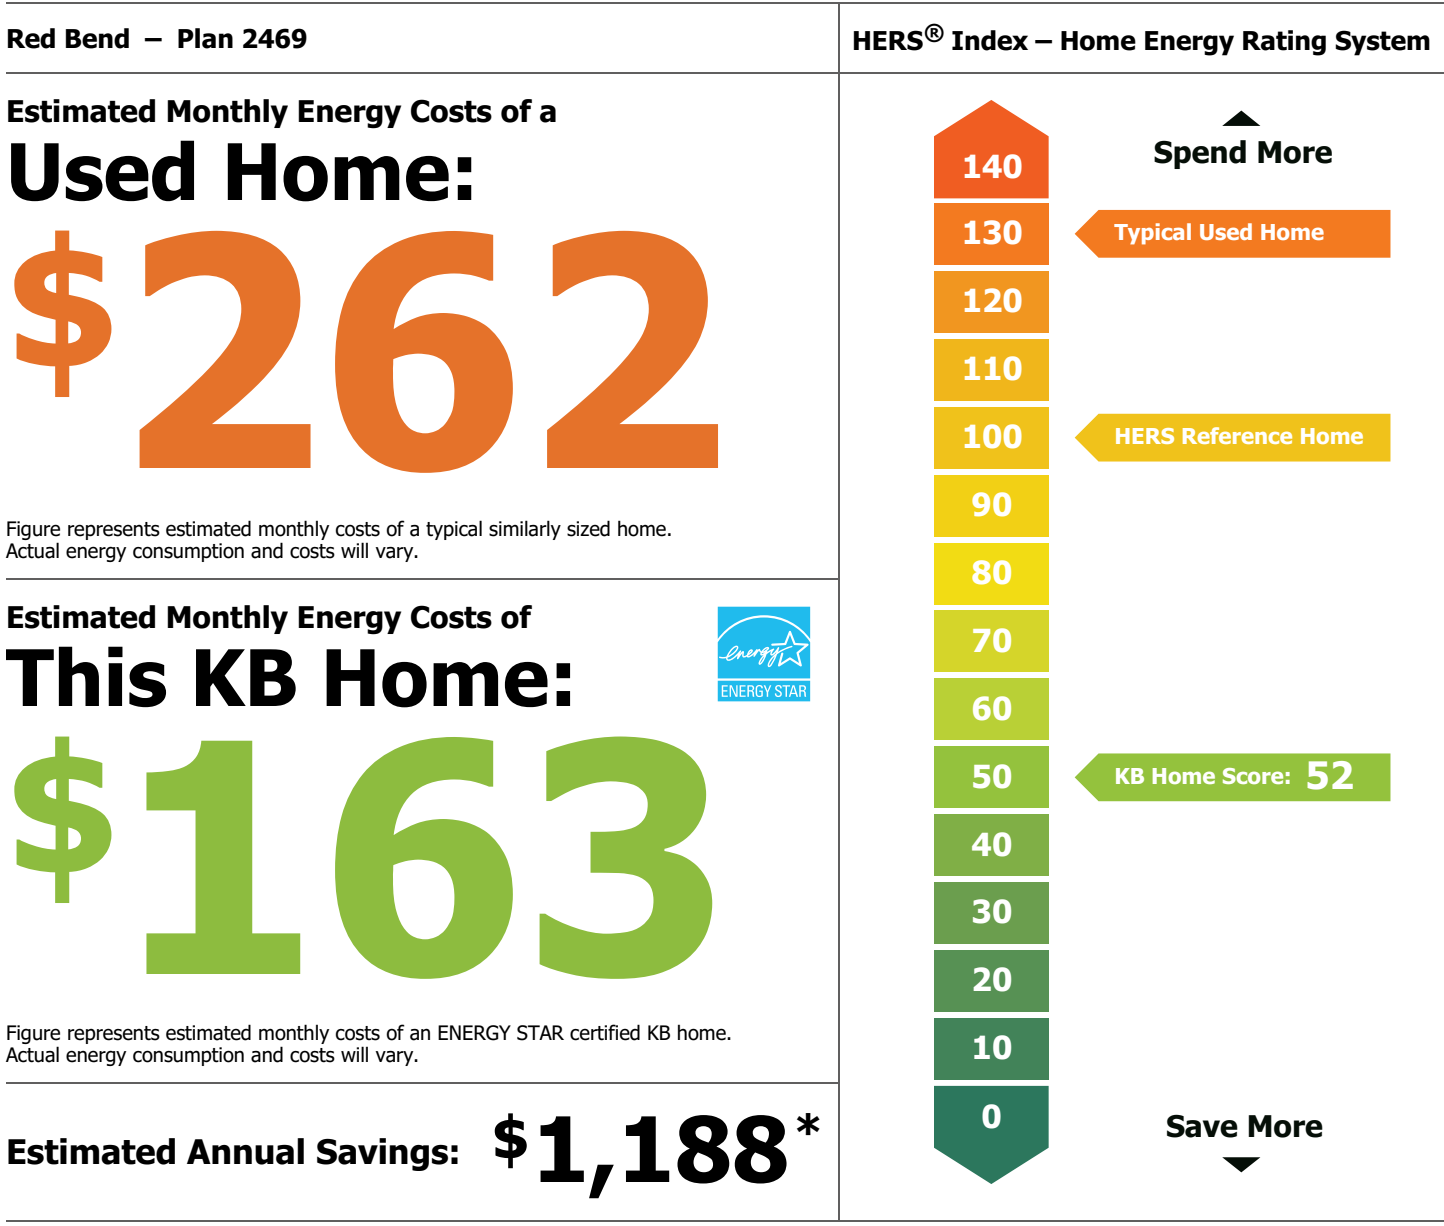 Red Bend – Plan 2469
Estimated Monthly Energy Costs of a
Used Home:
$262
Figure represents estimated monthly costs of a typical similarly sized home.
Actual energy consumption and costs will vary.
Estimated Monthly Energy Costs of
This KB Home:
energy
ENERGY STAR
$163
Figure represents estimated monthly costs of an ENERGY STAR certified KB home.
Actual energy consumption and costs will vary.
Estimated Annual Savings: $1,188*
HERS® Index – Home Energy Rating System
Spend More
140
130
Typical Used Home
120
110
100
HERS Reference Home
90
80
70
60
50
KB Home Score: 52
40
30
20
10
0
Save More